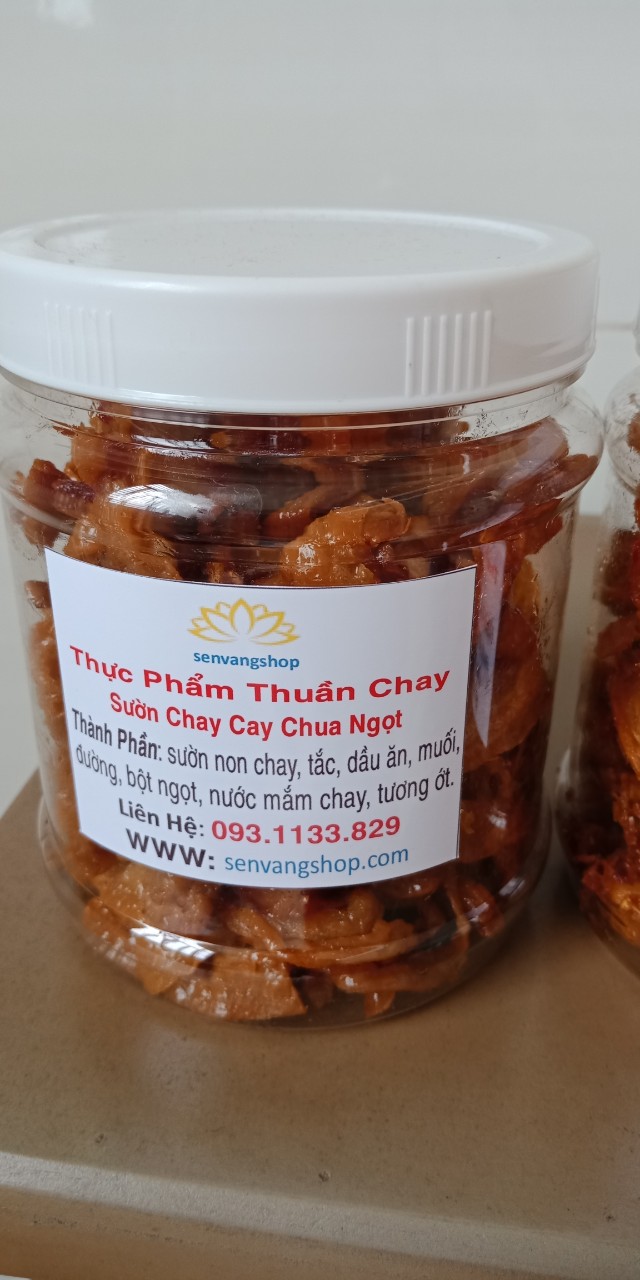 senvangshop
Thực Phẩm Thuần Chay
Sườn Chay Cay Chua Ngọt
Thành Phần: sườn non chay, tắc, dầu ăn, muối,
đường, bột ngọt, nước mắm chay, tương ớt.
Liên Hệ: 093.1133.829
WWW: senvangshop.com